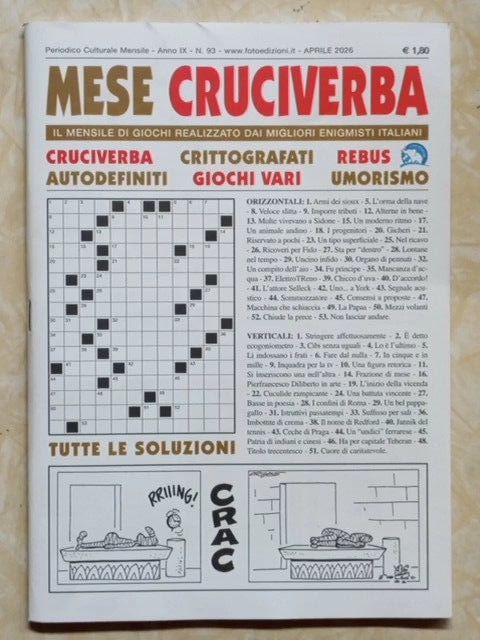 Periodico Culturale Mensile - Anno IX - N. 93 - www.fotoedizioni.it - APRILE 2026 € 1,80
MESE CRUCIVERBA
IL MENSILE DI GIOCHI REALIZZATO DAI MIGLIORI ENIGMISTI ITALIANI
CRUCIVERBA CRITTOGRAFATI REBUS
AUTODEFINITI GIOCHI VARI UMORISMO
ORIZZONTALI: 1. Armi dei sioux - 5. L'orma della nave
- 8. Veloce slitta - 9. Imporre tributi - 12. Alterne in bene -
13. Molte vivevano a Sidone - 15. Un moderno ritmo - 17.
Un animale andino - 18. I progenitori - 20. Gicheri - 21.
Riservato a pochi - 23. Un tipo superficiale - 25. Nel ricavo
- 26. Ricoveri per Fido - 27. Sta per "dentro" - 28. Lontane
nel tempo - 29. Uncino infido - 30. Organo di pennuti - 32.
Un compito dell'aio - 34. Fu principe - 35. Mancanza d'ac-
qua - 37. ElettroTReno - 39. Chicco d'uva - 40. D'accordo!
- 41. L'attore Selleck - 42. Uno... a York - 43. Segnale acu-
stico - 44. Sommozzatore - 45. Consensi a proposte - 47.
Macchina che schiaccia - 49. La Papa - 50. Mezzi volanti
- 52. Chiude la prece - 53. Non lasciar andare.
VERTICALI: 1. Stringere affettuosamente - 2. È detto
ecogoniometro - 3. Cibs senza uguali - 4. Lo è l'ultimo - 5.
Li indossano i frati - 6. Fare dal nulla - 7. In cinque e in
mille - 9. Inquadra per la tv - 10. Una figura retorica - 11.
Si inseriscono una nell'altra - 14. Frazione di mese - 16.
Pierfrancesco Diliberto in arte - 19. L'inizio della vicenda
- 22. Cuculide rampicante - 24. Una battuta vincente - 27.
Basse in poesia - 28. I confini di Roma - 29. Un bel pappa-
gallo - 31. Istruttivi passatempi - 33. Suffisso per sali - 36.
Imbottite di crema - 38. Il nome di Redford - 40. Jannik del
tennis - 43. Ceche di Praga - 44. Un "undici" ferrarese - 45.
Patria di indiani e cinesi - 46. Ha per capitale Teheran - 48.
Titolo trecentesco - 51. Cuore di caritatevole.
TUTTE LE SOLUZIONI
RRIIING!
CRAC